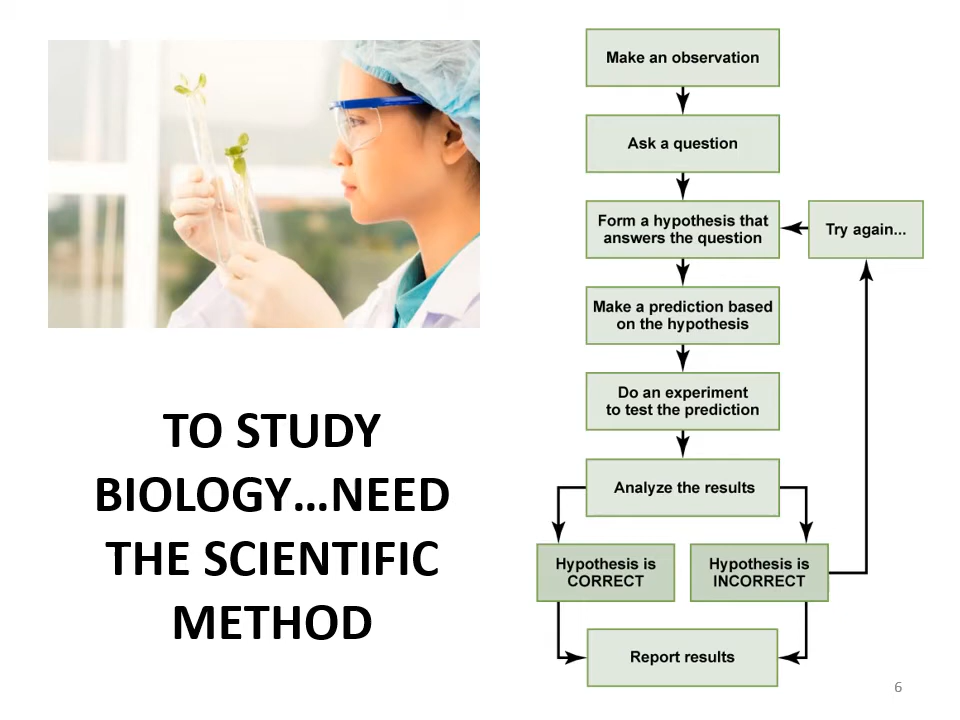 TO STUDY
BIOLOGY...NEED
THE SCIENTIFIC
METHOD
Make an observation
Ask a question
Form a hypothesis that
answers the question
Try again...
Make a prediction based
on the hypothesis
Do an experiment
to test the prediction
Analyze the results
Hypothesis is
CORRECT
Hypothesis is
INCORRECT
Report results
6